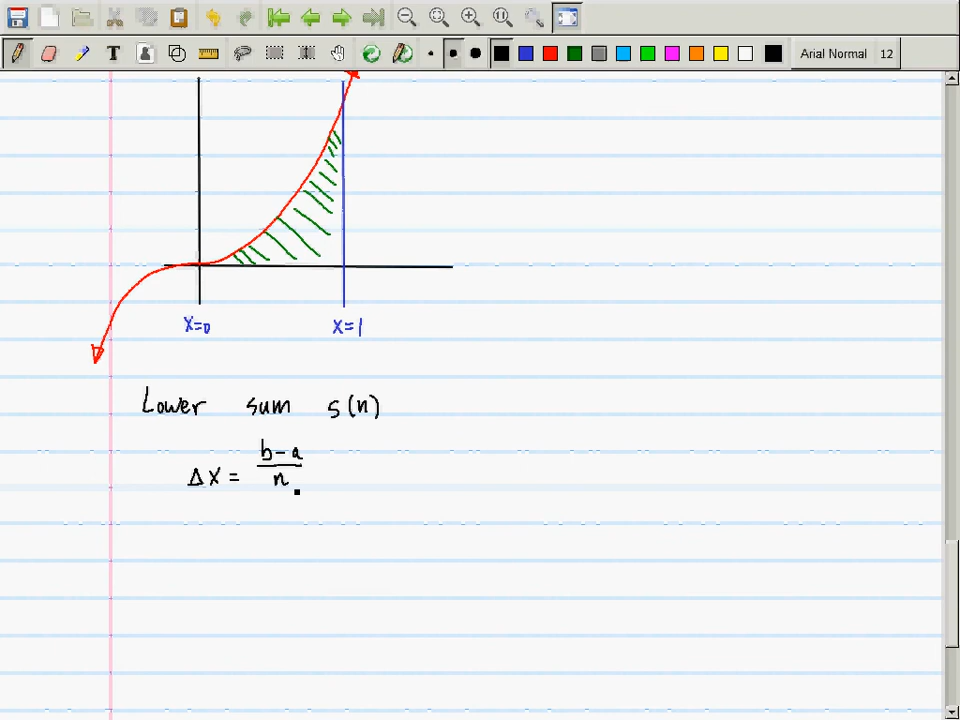 T
Arial Normal 12
x=0 x=1
Lower sum s(n)
Δx = b-a
n